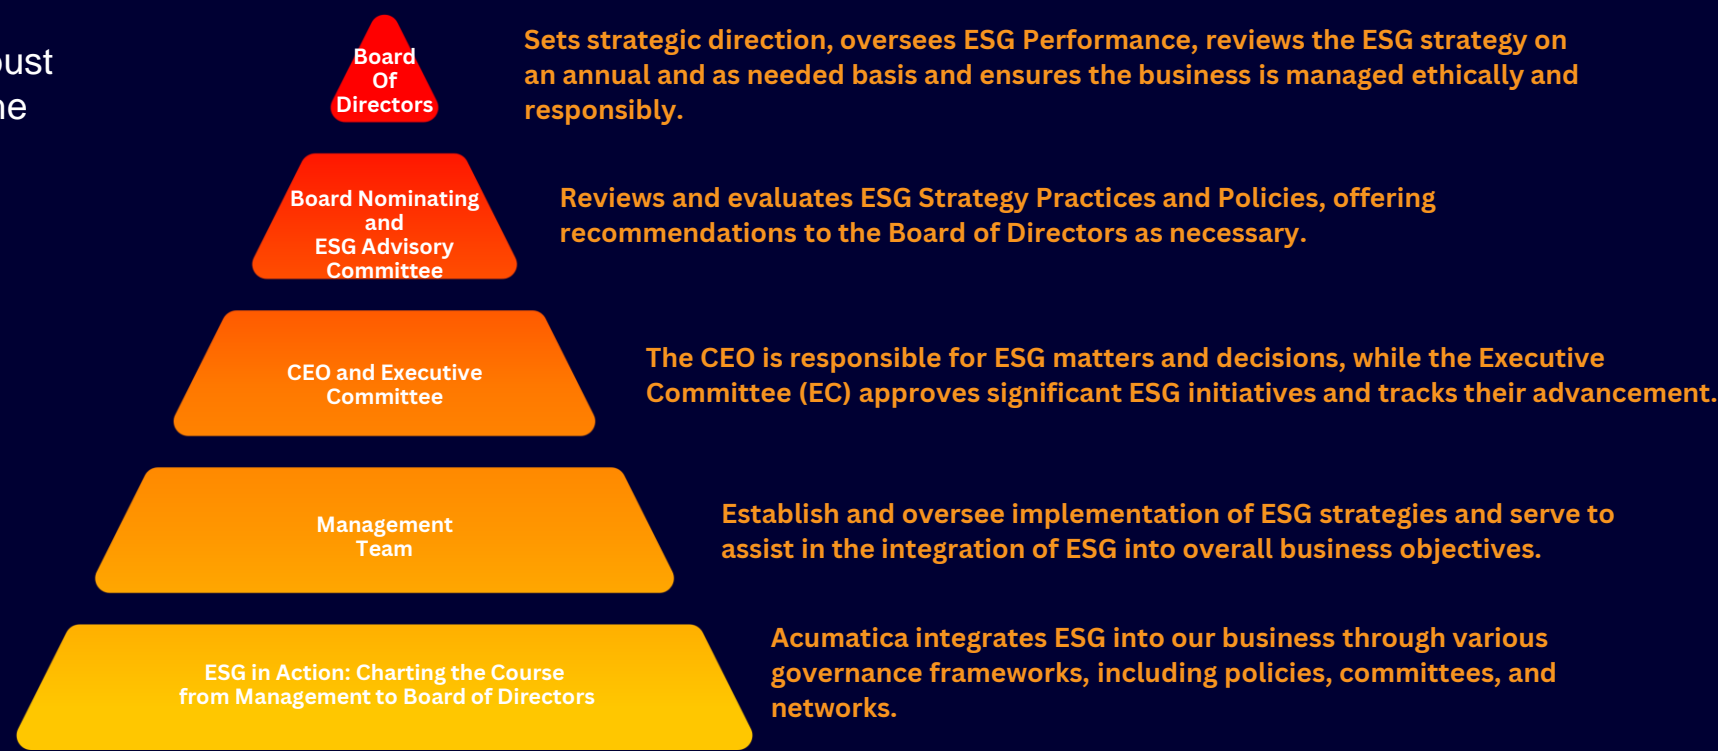 Board
Of
Directors
Sets strategic direction, oversees ESG Performance, reviews the ESG strategy on
an annual and as needed basis and ensures the business is managed ethically and
responsibly.
Board Nominating
and
ESG Advisory
Committee
Reviews and evaluates ESG Strategy Practices and Policies, offering
recommendations to the Board of Directors as necessary.
CEO and Executive
Committee
The CEO is responsible for ESG matters and decisions, while the Executive
Committee (EC) approves significant ESG initiatives and tracks their advancement.
Management
Team
Establish and oversee implementation of ESG strategies and serve to
assist in the integration of ESG into overall business objectives.
ESG in Action: Charting the Course
from Management to Board of Directors
Acumatica integrates ESG into our business through various
governance frameworks, including policies, committees, and
networks.